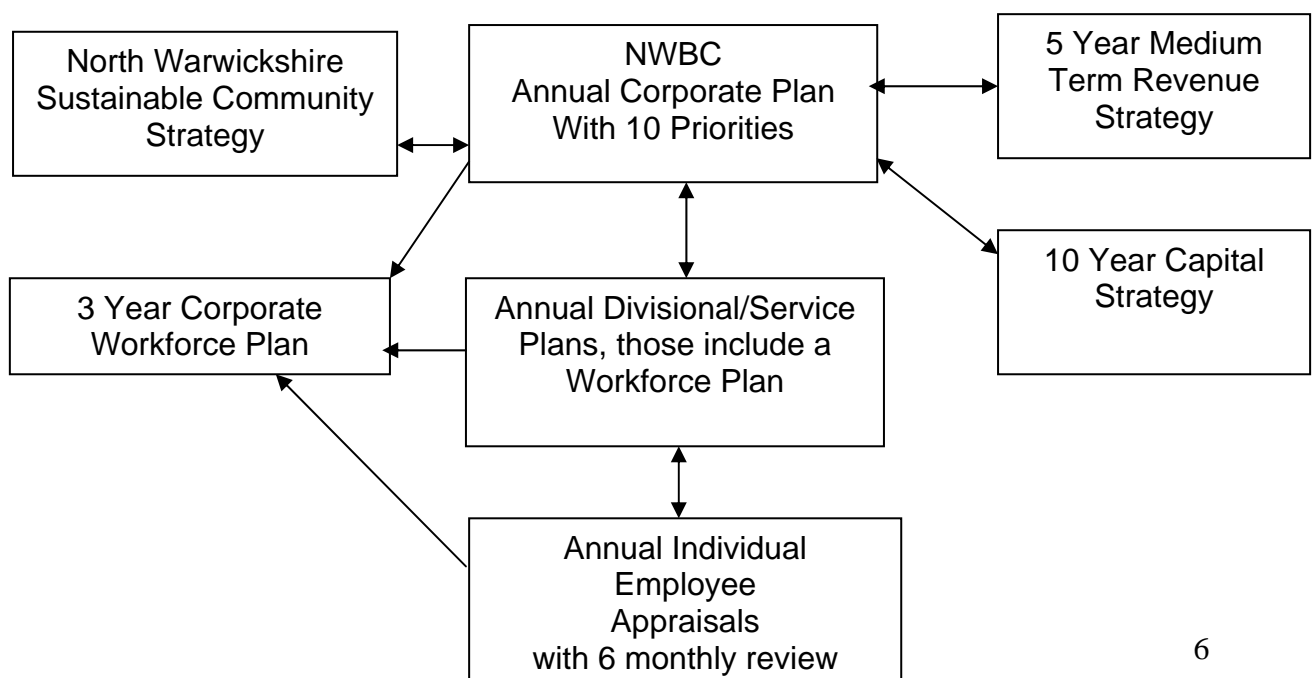 North Warwickshire
Sustainable Community
Strategy
NWBC
Annual Corporate Plan
With 10 Priorities
5 Year Medium
Term Revenue
Strategy
10 Year Capital
Strategy
3 Year Corporate
Workforce Plan
Annual Divisional/Service
Plans, those include a
Workforce Plan
Annual Individual
Employee
Appraisals
with 6 monthly review
6